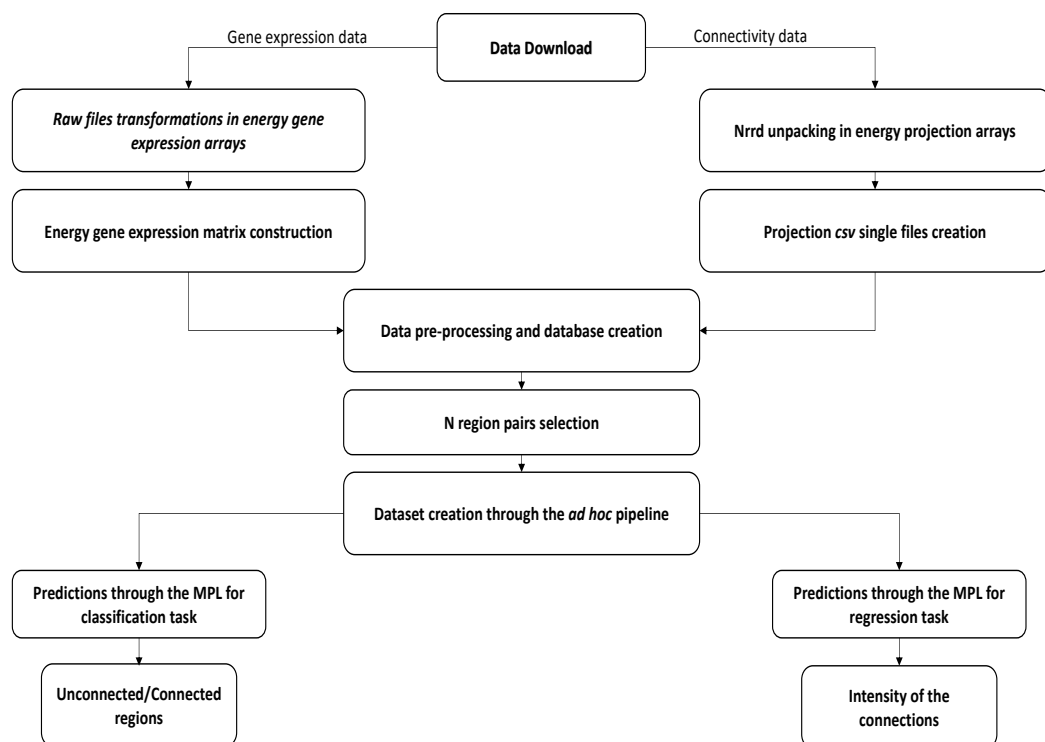 Gene expression data
Data Download
Connectivity data
Raw files transformations in energy gene
expression arrays
Nrrd unpacking in energy projection arrays
Energy gene expression matrix construction
Projection csv single files creation
Data pre-processing and database creation
N region pairs selection
Dataset creation through the ad hoc pipeline
Predictions through the MPL for
classification task
Predictions through the MPL for
regression task
Unconnected/Connected
regions
Intensity of the
connections